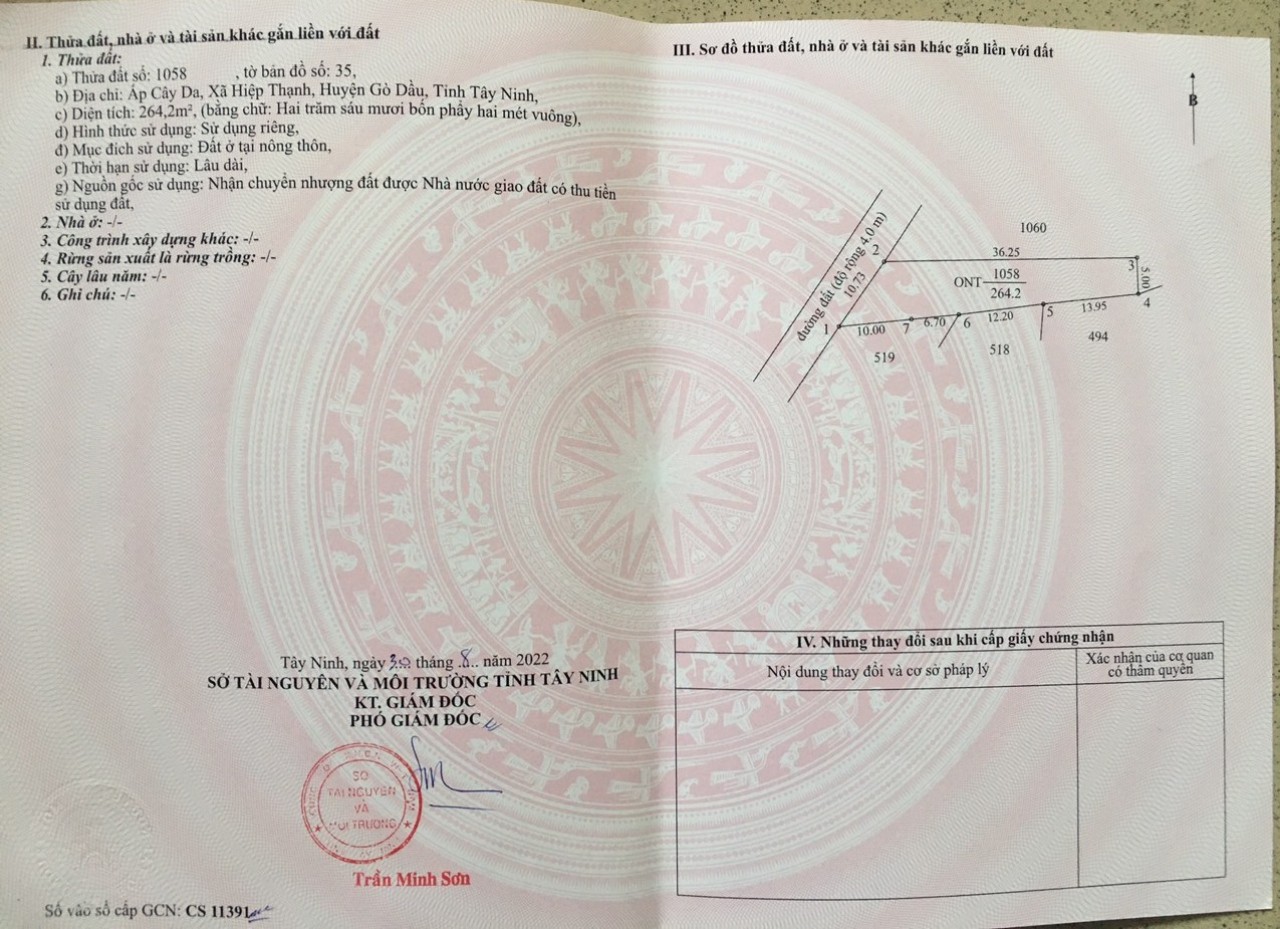 II. Thửa đất, nhà ở và tài sản khác gắn liền với đất
1. Thửa đất:
a) Thửa đất số: 1058 , tờ bản đồ số: 35,
b) Địa chỉ: Ấp Cây Da, Xã Hiệp Thạnh, Huyện Gò Dầu, Tỉnh Tây Ninh,
c) Diện tích: 264,2m², (bằng chữ: Hai trăm sáu mươi bốn phẩy hai mét vuông),
d) Hình thức sử dụng: Sử dụng riêng,
đ) Mục đích sử dụng: Đất ở tại nông thôn,
e) Thời hạn sử dụng: Lâu dài,
g) Nguồn gốc sử dụng: Nhận chuyển nhượng đất được Nhà nước giao đất có thu tiền
sử dụng đất,
2. Nhà ở: -/-
3. Công trình xây dựng khác: -/-
4. Rừng sản xuất là rừng trồng: -/-
5. Cây lâu năm: -/-
6. Ghi chú: -/-
Tây Ninh, ngày 30 tháng .8.. năm 2022
SỞ TÀI NGUYÊN VÀ MÔI TRƯỜNG TỈNH TÂY NINH
KT. GIÁM ĐỐC
PHÓ GIÁM ĐỐC
SỞ
TÀI NGUYÊN
VÀ
MÔI TRƯỜNG
Trần Minh Sơn
Số vào sổ cấp GCN: CS 11391
III. Sơ đồ thửa đất, nhà ở và tài sản khác gắn liền với đất
B
1060
đường đất (độ rộng 4.0 m)
10.73
2
36.25
3
5.00
4
ONT
1058
264.2
1
10.00
7
6.70
6
12.20
5
13.95
519
518
494
IV. Những thay đổi sau khi cấp giấy chứng nhận
Nội dung thay đổi và cơ sở pháp lý
Xác nhận của cơ quan
có thẩm quyền